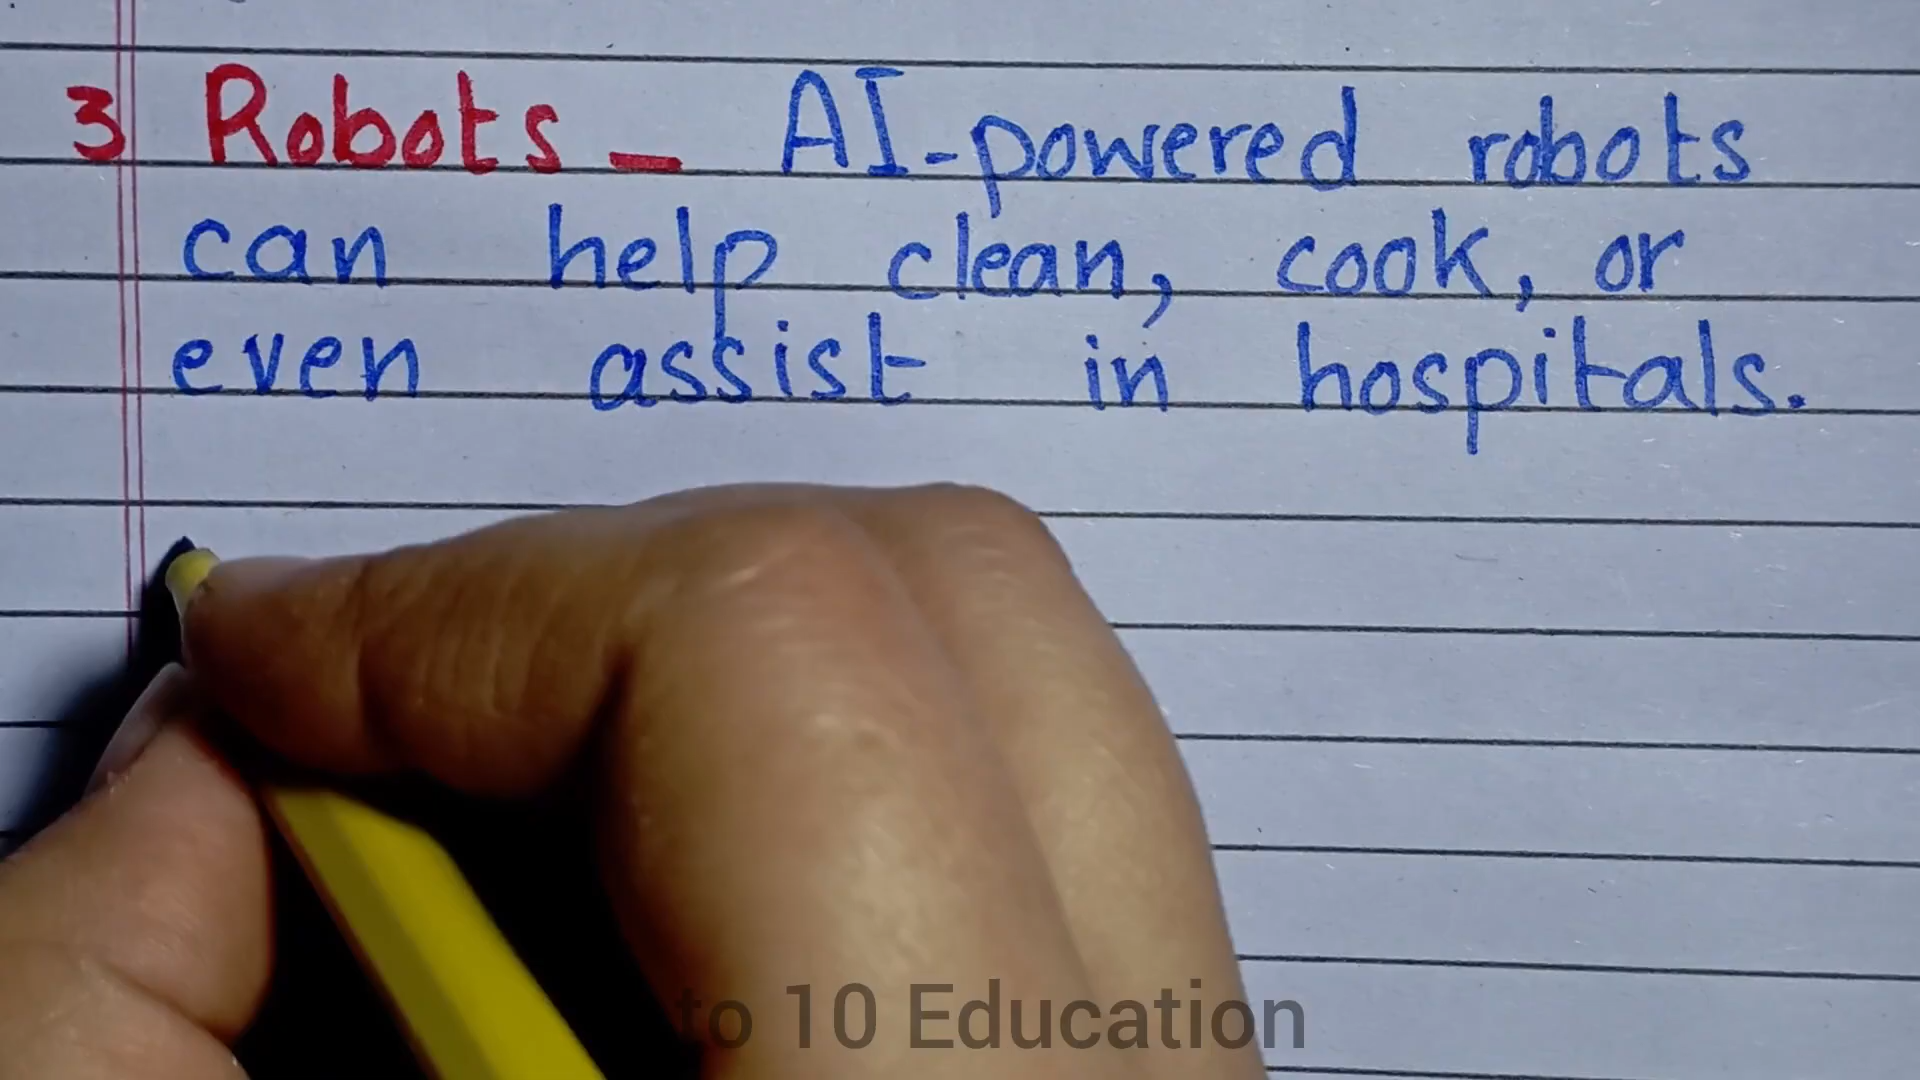 3 Robots - AI-powered robots
can help clean, cook, or
even assist in hospitals.
to 10 Education